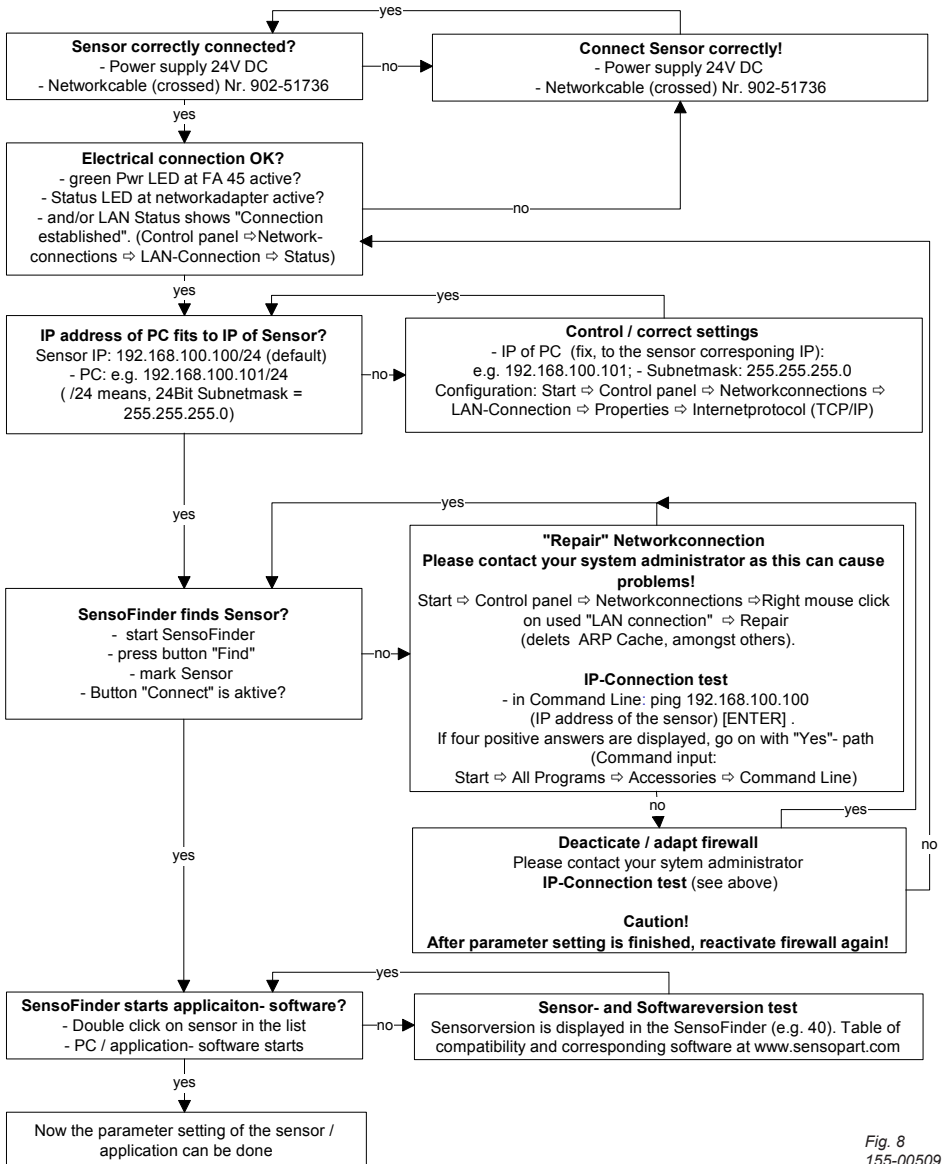 yes
Sensor correctly connected?
- Power supply 24V DC
- Networkcable (crossed) Nr. 902-51736
no
Connect Sensor correctly!
- Power supply 24V DC
- Networkcable (crossed) Nr. 902-51736
yes
Electrical connection OK?
- green Pwr LED at FA 45 active?
- Status LED at networkadapter active?
- and/or LAN Status shows "Connection
established". (Control panel ⇨Network-
connections ⇨ LAN-Connection ⇨ Status)
no
yes
yes
IP address of PC fits to IP of Sensor?
Sensor IP: 192.168.100.100/24 (default)
- PC: e.g. 192.168.100.101/24
( /24 means, 24Bit Subnetmask =
255.255.255.0)
no
Control / correct settings
- IP of PC (fix, to the sensor corresponing IP):
e.g. 192.168.100.101; - Subnetmask: 255.255.255.0
Configuration: Start ⇨ Control panel ⇨ Networkconnections ⇨
LAN-Connection ⇨ Properties ⇨ Internetprotocol (TCP/IP)
yes
yes
SensoFinder finds Sensor?
- start SensoFinder
- press button "Find"
- mark Sensor
- Button "Connect" is aktive?
no
"Repair" Networkconnection
Please contact your system administrator as this can cause
problems!
Start ⇨ Control panel ⇨ Networkconnections ⇨Right mouse click
on used "LAN connection" ⇨ Repair
(delets ARP Cache, amongst others).
IP-Connection test
- in Command Line: ping 192.168.100.100
(IP address of the sensor) [ENTER] .
If four positive answers are displayed, go on with "Yes"- path
(Command input:
Start ⇨ All Programs ⇨ Accessories ⇨ Command Line)
no
yes
Deacticate / adapt firewall
Please contact your sytem administrator
IP-Connection test (see above)
Caution!
After parameter setting is finished, reactivate firewall again!
no
yes
yes
SensoFinder starts applicaiton- software?
- Double click on sensor in the list
- PC / application- software starts
no
Sensor- and Softwareversion test
Sensorversion is displayed in the SensoFinder (e.g. 40). Table of
compatibility and corresponding software at www.sensopart.com
yes
Now the parameter setting of the sensor /
application can be done
Fig. 8
155-00509